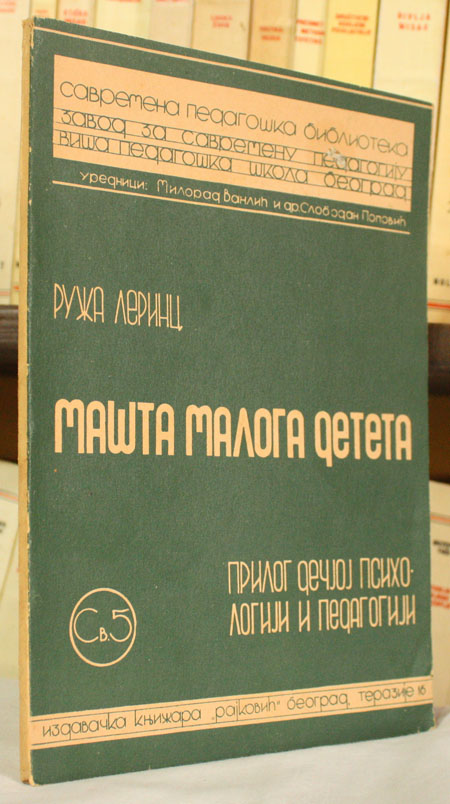 савремена педагошка библиотека
завод за савремену педагогију
виша педагошка школа београд
уредници: Милорад Ванлић и др. Слободан Поповић
РУЖА ЛЕРИНЦ
МАШТА МАЛОГА ДЕТЕТА
ПРИЛОГ ДЕЧЈОЈ ПСИХО-
ЛОГИЈИ И ПЕДАГОГИЈИ
Св.5
издавачка књижара „рајковић“ београд, теразије 16